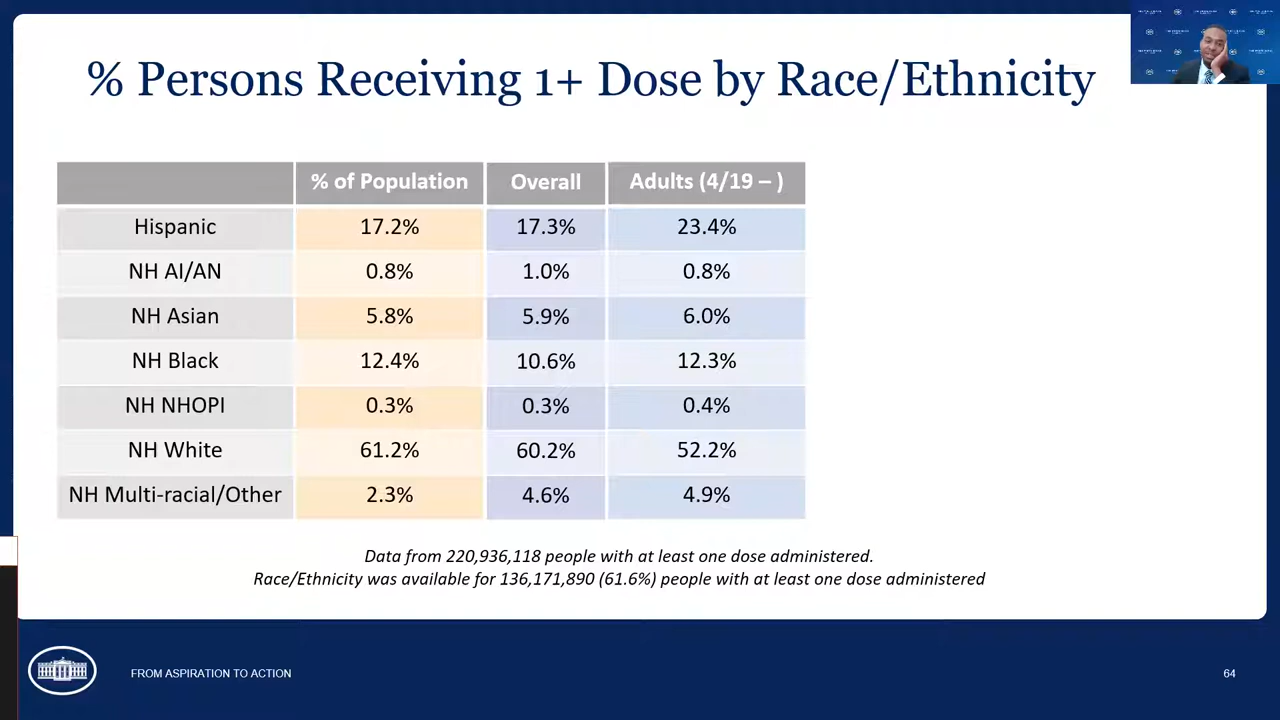 % Persons Receiving 1+ Dose by Race/Ethnicity
% of Population Overall Adults (4/19 – )
Hispanic 17.2% 17.3% 23.4%
NH AI/AN 0.8% 1.0% 0.8%
NH Asian 5.8% 5.9% 6.0%
NH Black 12.4% 10.6% 12.3%
NH NHOPI 0.3% 0.3% 0.4%
NH White 61.2% 60.2% 52.2%
NH Multi-racial/Other 2.3% 4.6% 4.9%
Data from 220,936,118 people with at least one dose administered.
Race/Ethnicity was available for 136,171,890 (61.6%) people with at least one dose administered
FROM ASPIRATION TO ACTION
64